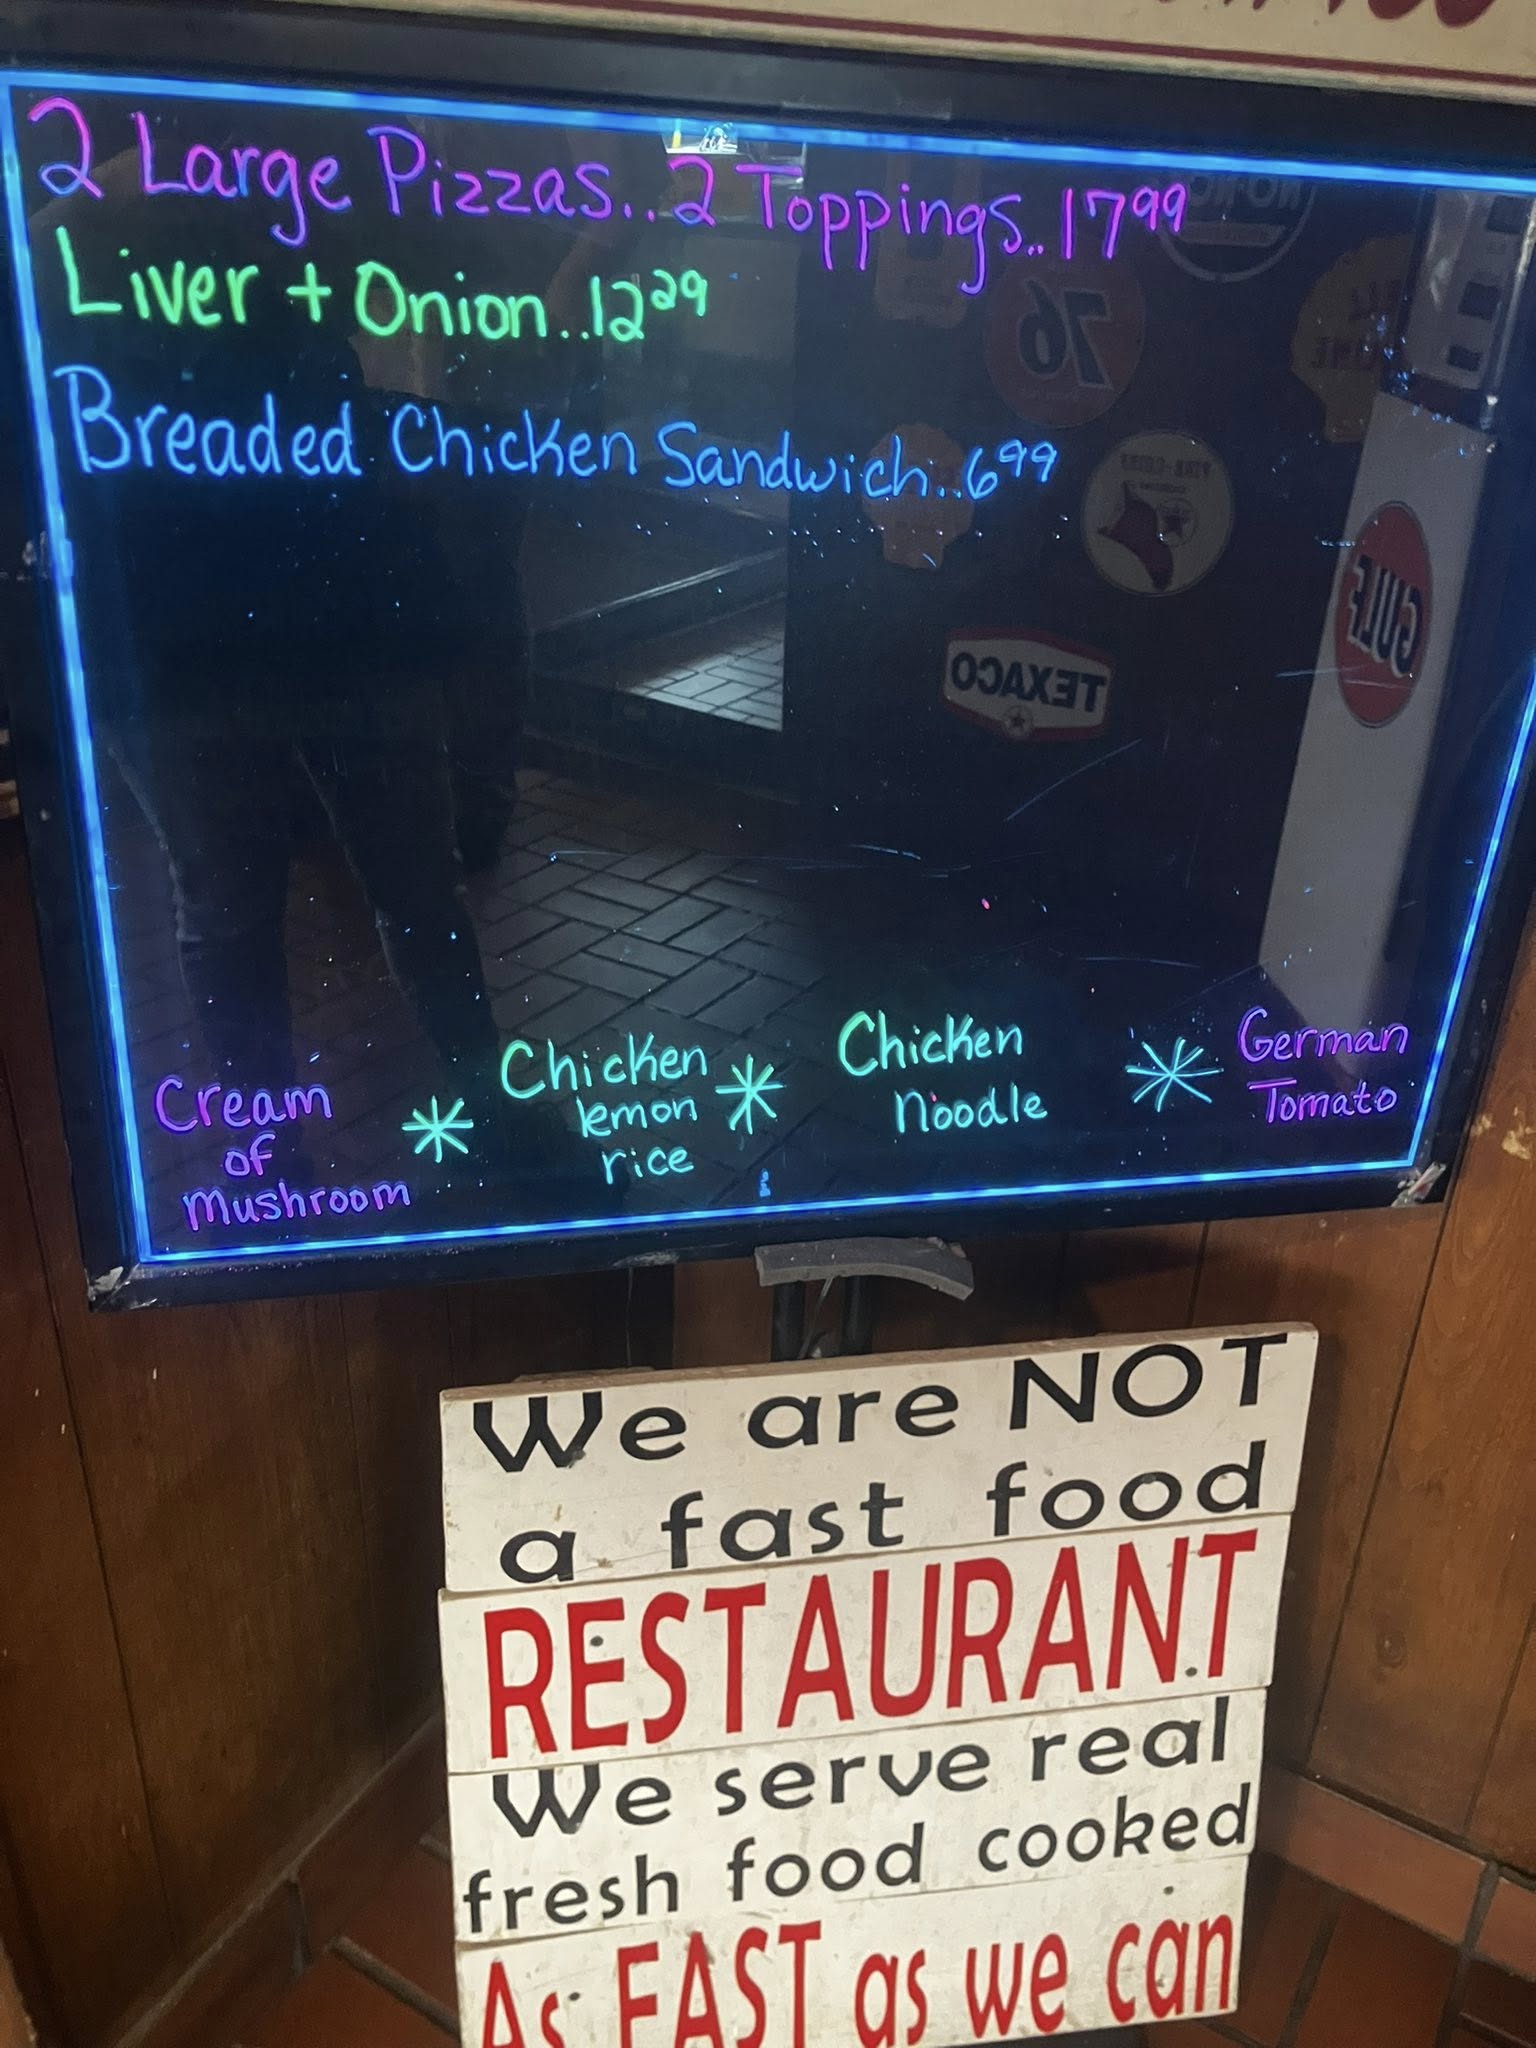 2 Large Pizzas..2 Toppings..17⁹⁹
Liver + Onion..12²⁹
Breaded Chicken Sandwich..6⁹⁹
76
TEXACO
GULF
Cream
of
mushroom
*
Chicken
lemon
rice
*
Chicken
noodle
*
German
Tomato
We are NOT
a fast food
RESTAURANT
We serve real
fresh food cooked
As FAST as we can